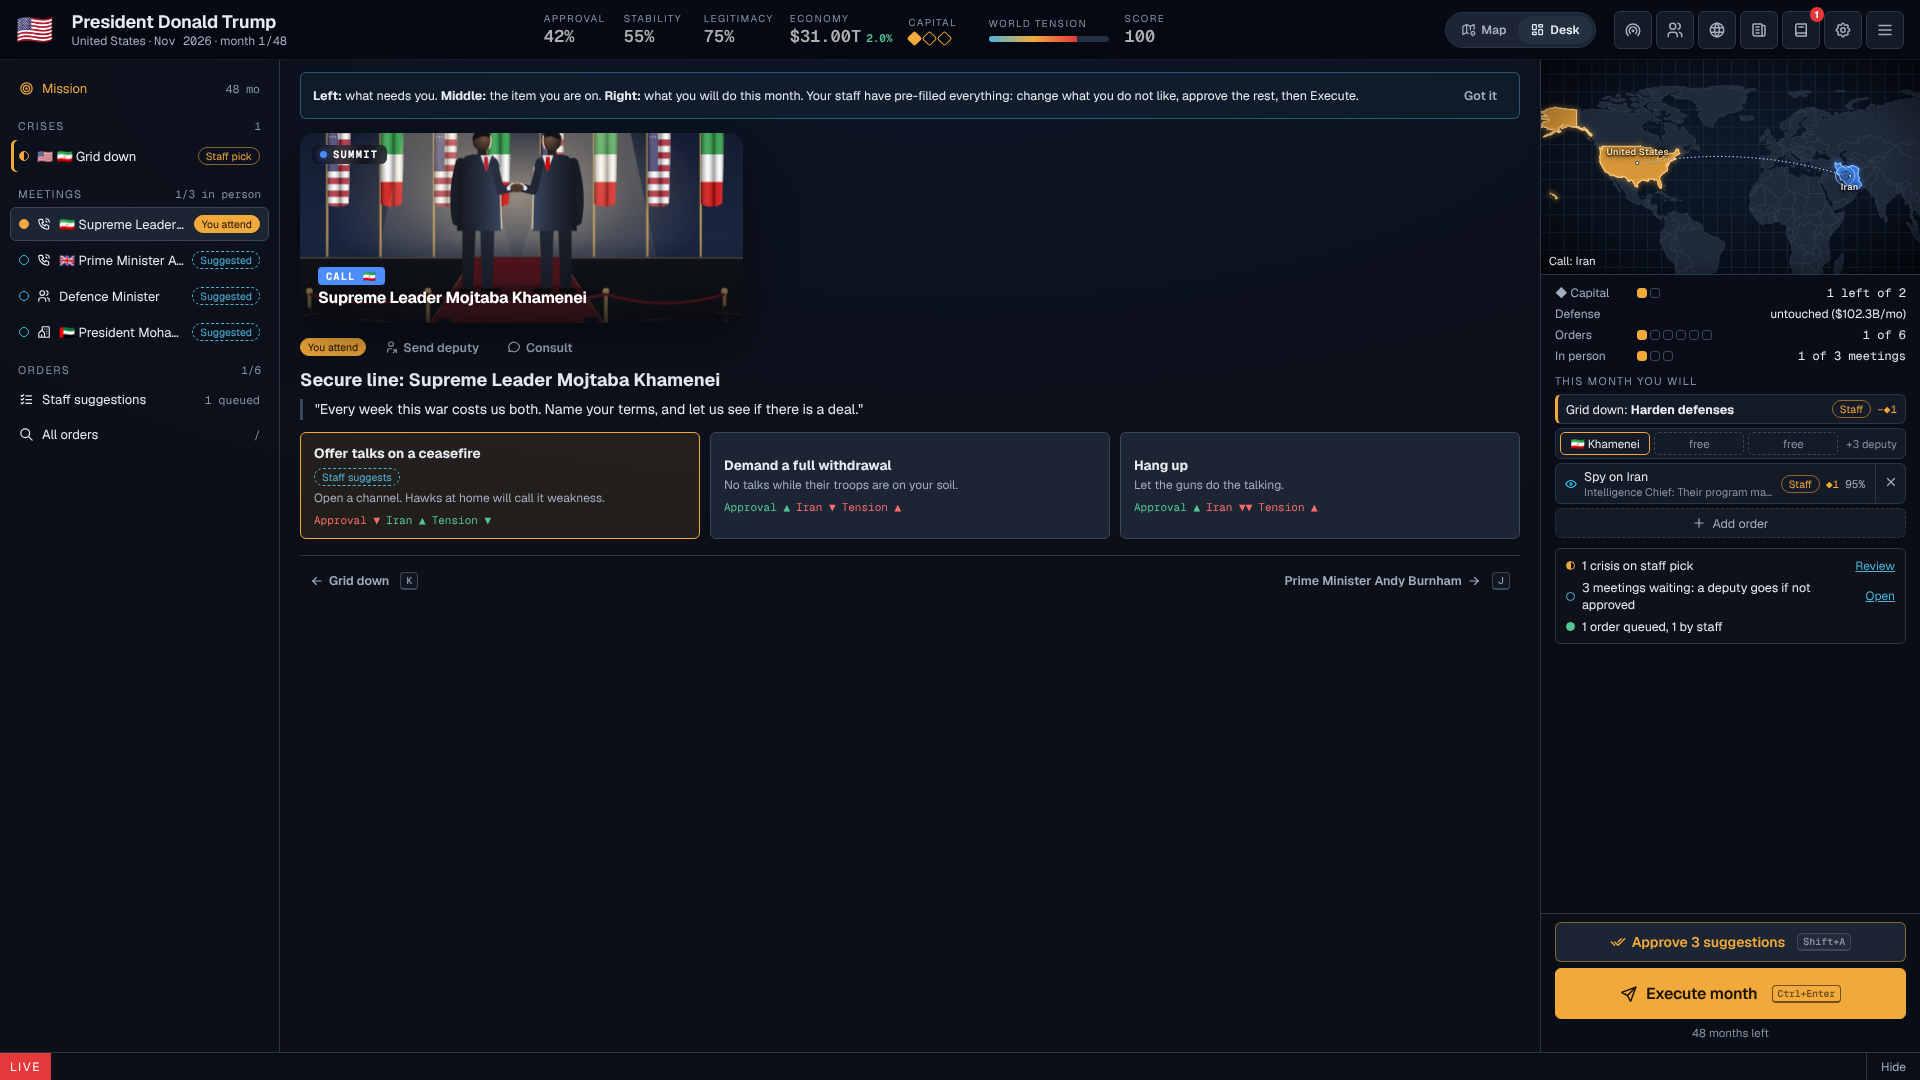 President Donald Trump
United States · Nov 2026 · month 1/48
APPROVAL
42%
STABILITY
55%
LEGITIMACY
75%
ECONOMY
$31.00T 2.0%
CAPITAL
WORLD TENSION
SCORE
100
Map
Desk
1
Mission
48 mo
CRISES
1
Grid down
Staff pick
MEETINGS
1/3 in person
Supreme Leader...
You attend
Prime Minister A...
Suggested
Defence Minister
Suggested
President Moha...
Suggested
ORDERS
1/6
Staff suggestions
1 queued
All orders
/
Left: what needs you. Middle: the item you are on. Right: what you will do this month. Your staff have pre-filled everything: change what you do not like, approve the rest, then Execute.
Got it
SUMMIT
CALL
Supreme Leader Mojtaba Khamenei
You attend
Send deputy
Consult
Secure line: Supreme Leader Mojtaba Khamenei
"Every week this war costs us both. Name your terms, and let us see if there is a deal."
Offer talks on a ceasefire
Staff suggests
Open a channel. Hawks at home will call it weakness.
Approval ▼ Iran ▲ Tension ▼
Demand a full withdrawal
No talks while their troops are on your soil.
Approval ▲ Iran ▼ Tension ▲
Hang up
Let the guns do the talking.
Approval ▲ Iran ▼▼ Tension ▲
← Grid down K
Prime Minister Andy Burnham → J
United States
Iran
Call: Iran
Capital
1 left of 2
Defense
untouched ($102.3B/mo)
Orders
1 of 6
In person
1 of 3 meetings
THIS MONTH YOU WILL
Grid down: Harden defenses
Staff
−◆1
Khamenei
free
free
+3 deputy
Spy on Iran
Intelligence Chief: Their program ma...
Staff
◆1 95%
+ Add order
1 crisis on staff pick
Review
3 meetings waiting: a deputy goes if not approved
Open
1 order queued, 1 by staff
Approve 3 suggestions Shift+A
Execute month Ctrl+Enter
48 months left
LIVE
Hide